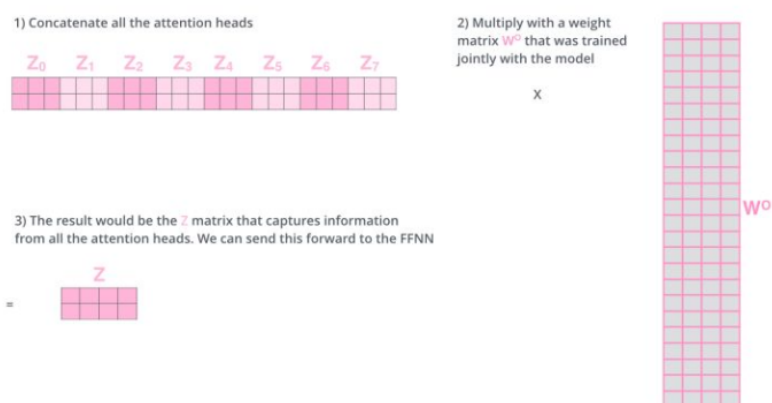 1) Concatenate all the attention heads
Z0 Z1 Z2 Z3 Z4 Z5 Z6 Z7
2) Multiply with a weight
matrix W^O that was trained
jointly with the model
X
W^O
3) The result would be the Z matrix that captures information
from all the attention heads. We can send this forward to the FFNN
Z
=